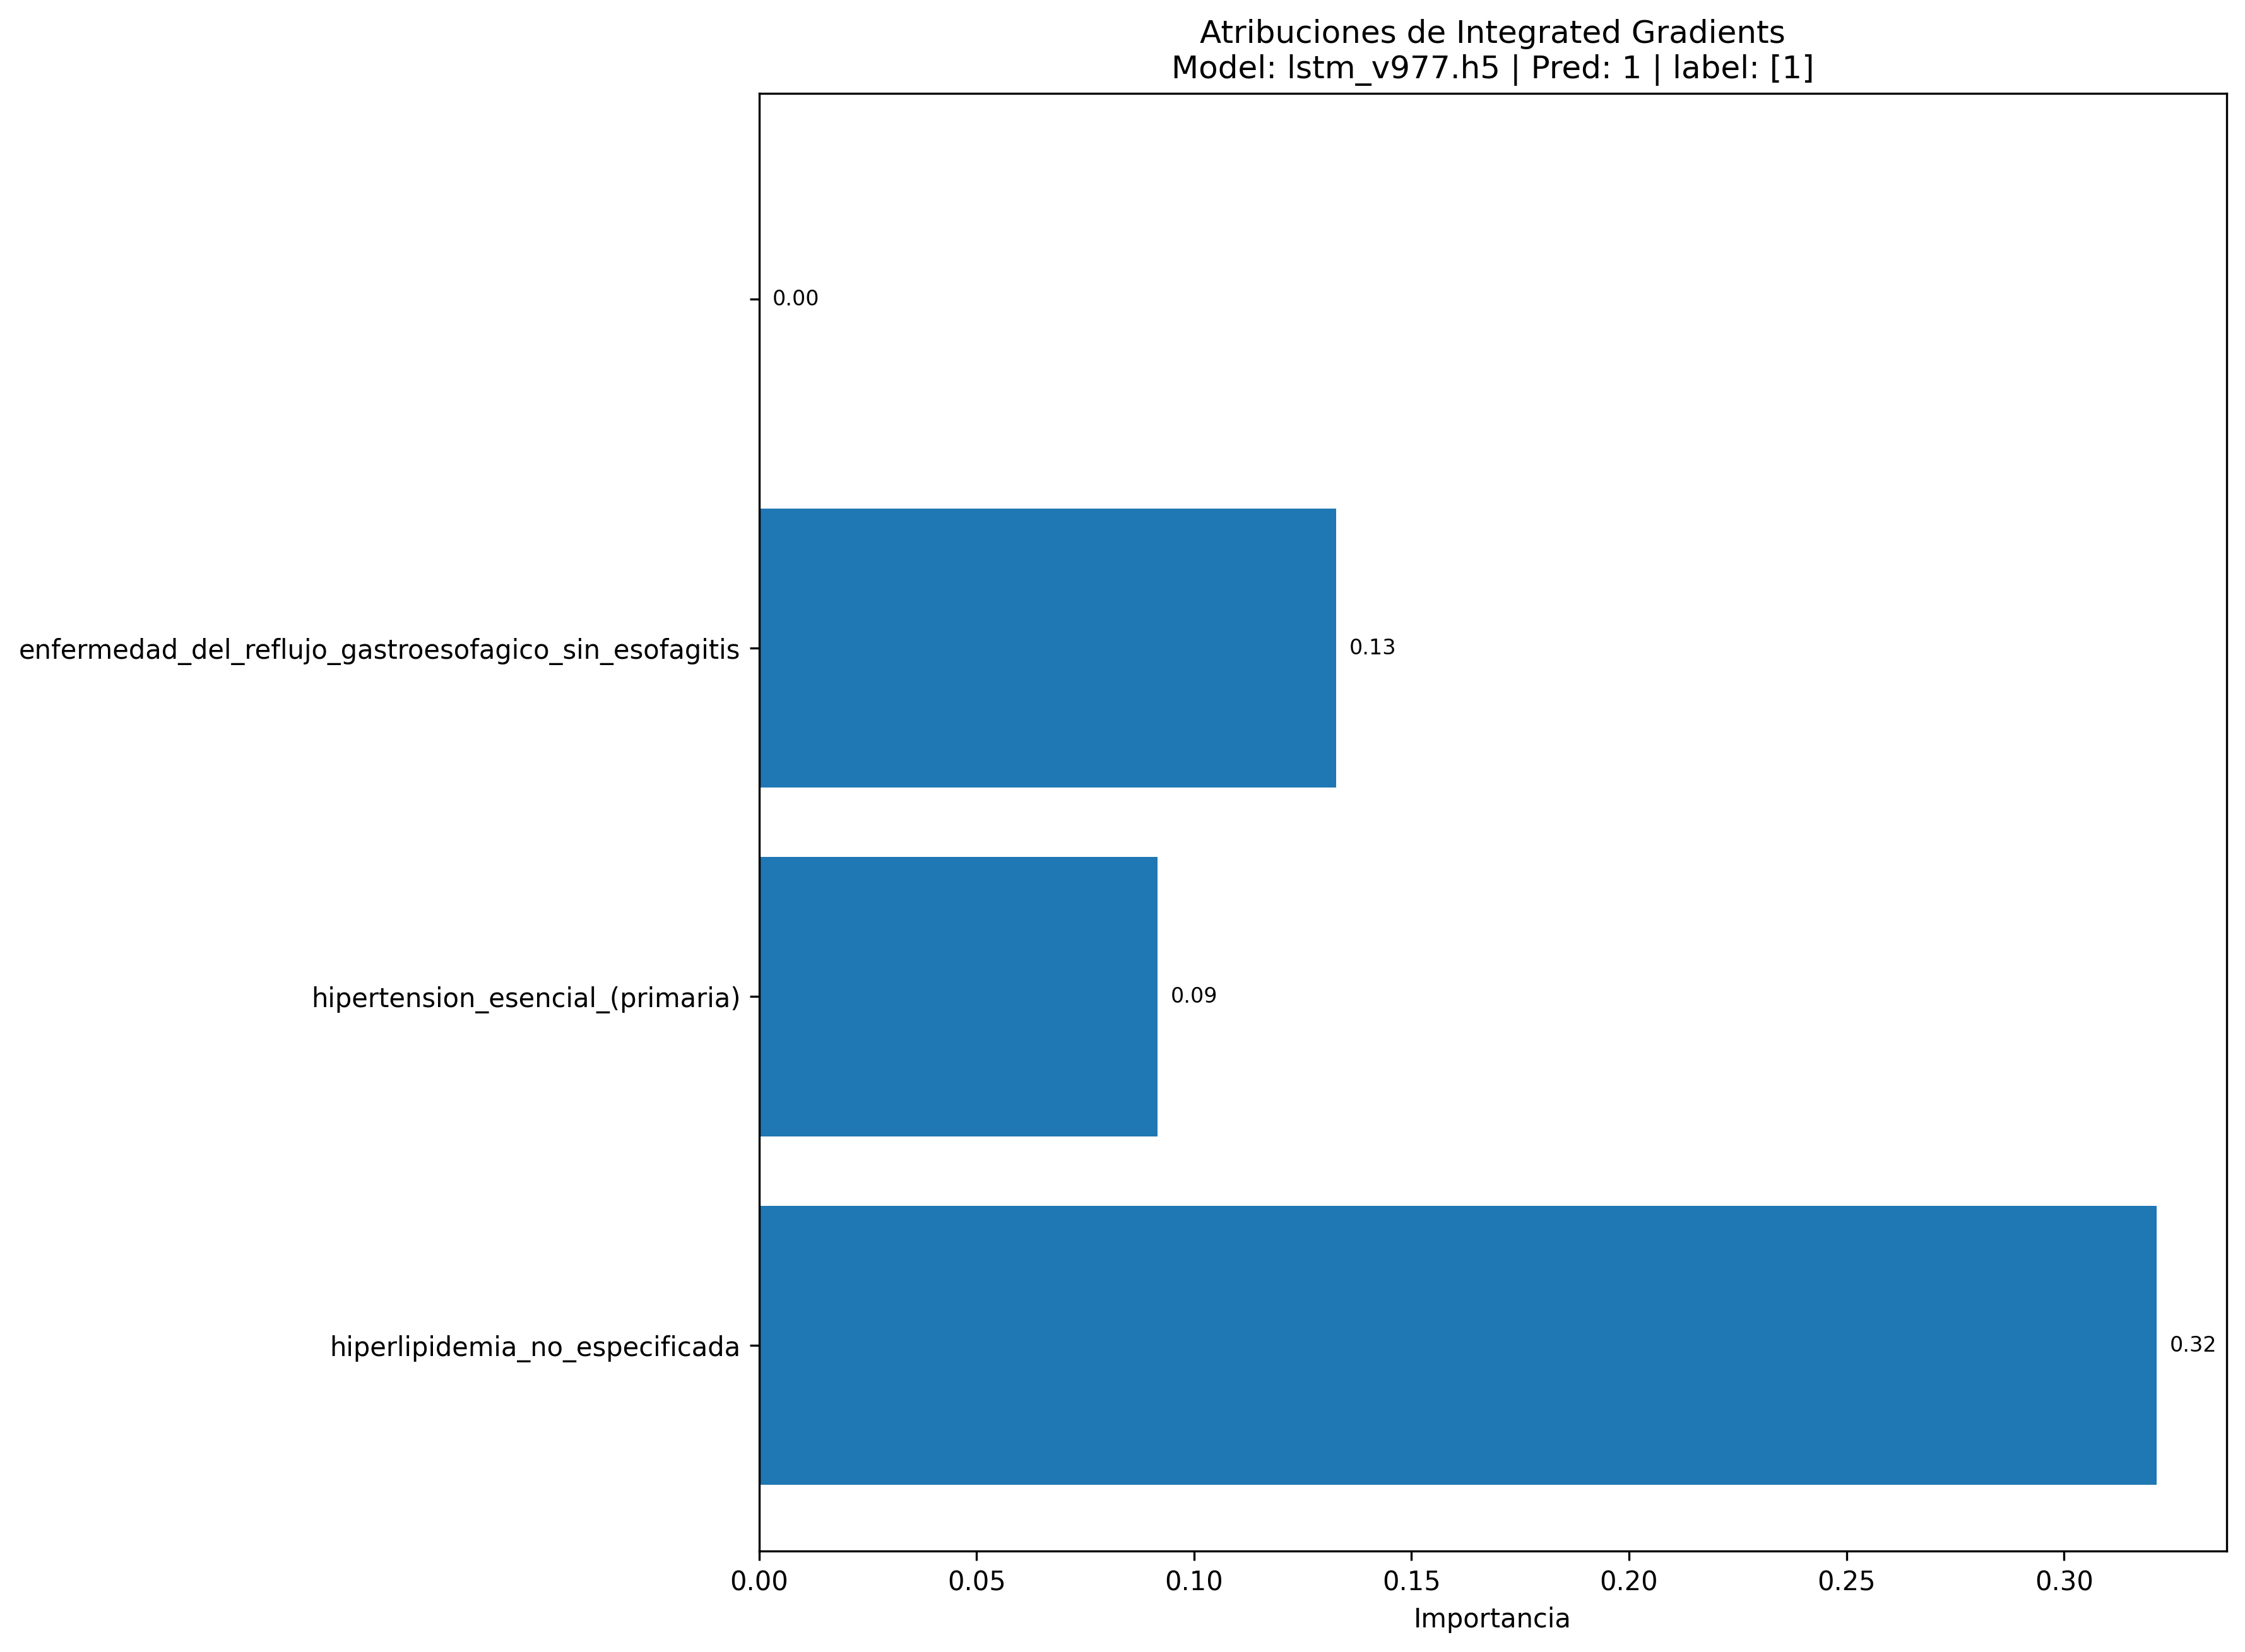 Atribuciones de Integrated Gradients
Model: lstm_v977.h5 | Pred: 1 | label: [1]
0.00
enfermedad_del_reflujo_gastroesofagico_sin_esofagitis
0.13
hipertension_esencial_(primaria)
0.09
hiperlipidemia_no_especificada
0.32
0.00 0.05 0.10 0.15 0.20 0.25 0.30
Importancia